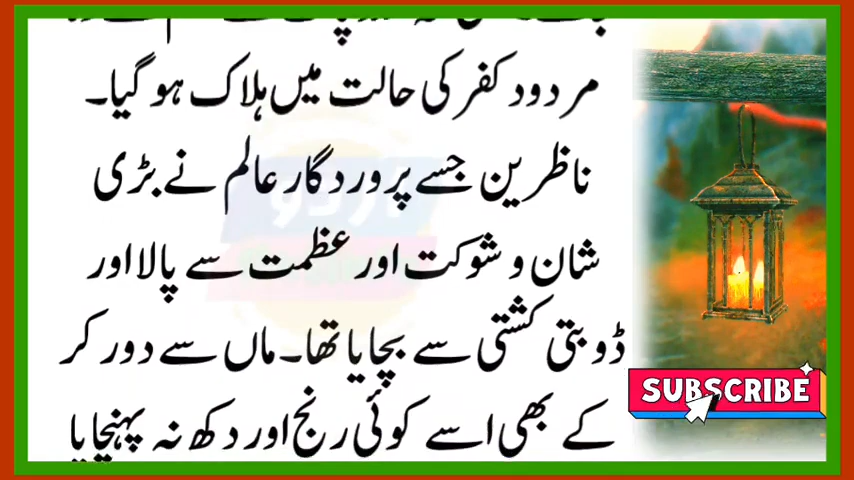 مردود کفر کی حالت میں ہلاک ہو گیا۔
ناظرین جسے پروردگار عالم نے بڑی
شان و شوکت اور عظمت سے پالا اور
ڈوبتی کشتی سے بچایا تھا۔ ماں سے دور کر
کے بھی اسے کوئی رنج اور دکھ نہ پہنچایا
SUBSCRIBE